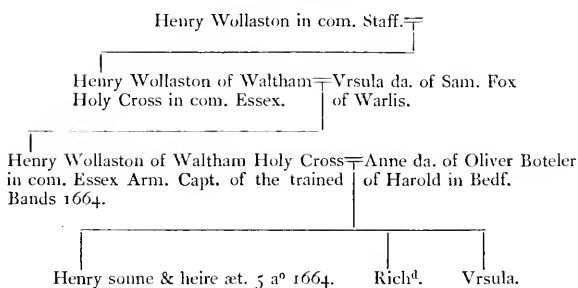 Henry Wollaston in com. Staff.
Henry Wollaston of Waltham
Holy Cross in com. Essex.
Vrsula da. of Sam. Fox
of Warlis.
Henry Wollaston of Waltham Holy Cross
in com. Essex Arm. Capt. of the trained
Bands 1664.
Anne da. of Oliver Boteler
of Harold in Bedf.
Henry sonne & heire æt. 5 aº 1664.
Richᵈ.
Vrsula.